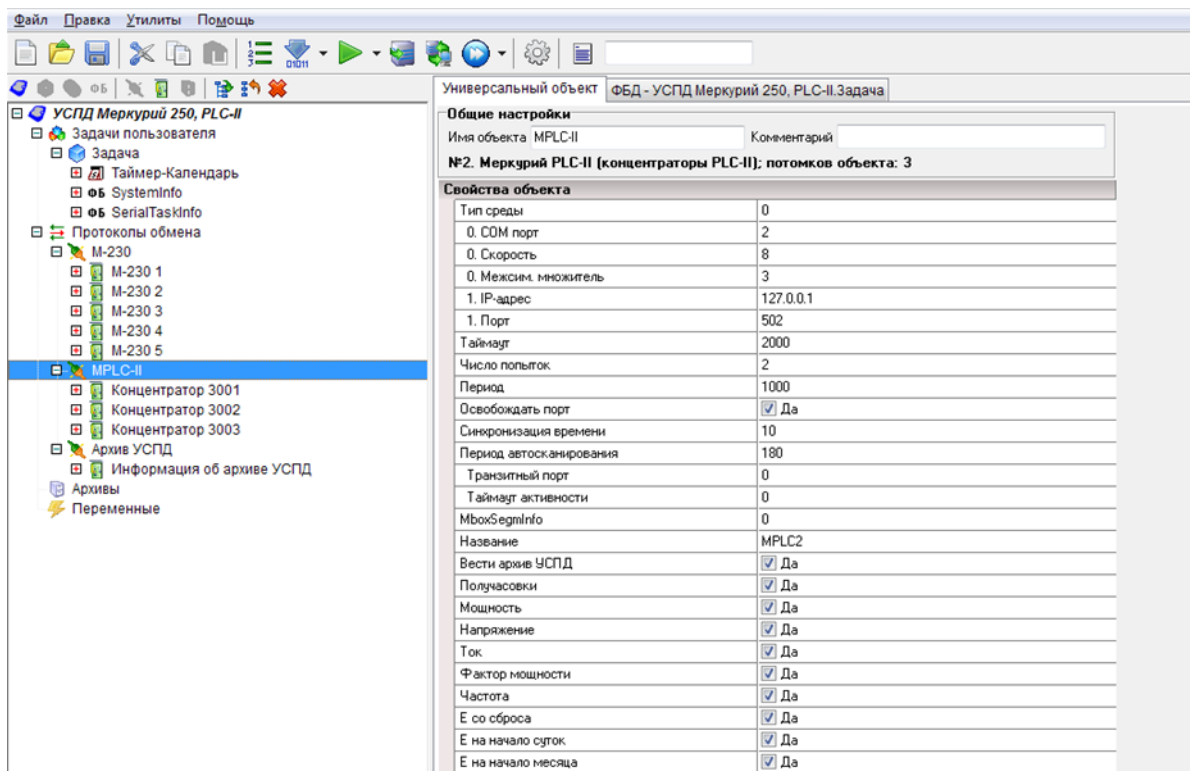 Файл Правка Утилиты Помощь
ФБ
УСПД Меркурий 250, PLC-II
Задачи пользователя
Задача
Таймер-Календарь
ФБ SystemInfo
ФБ SerialTaskInfo
Протоколы обмена
М-230
М-230 1
М-230 2
М-230 3
М-230 4
М-230 5
MPLC-II
Концентратор 3001
Концентратор 3002
Концентратор 3003
Архив УСПД
Информация об архиве УСПД
Архивы
Переменные
Универсальный объект ФБД - УСПД Меркурий 250, PLC-II.Задача
Общие настройки
Имя объекта MPLC-II Комментарий
№2. Меркурий PLC-II (концентраторы PLC-II); потомков объекта: 3
Свойства объекта
Тип среды 0
0. COM порт 2
0. Скорость 8
0. Межсим. множитель 3
1. IP-адрес 127.0.0.1
1. Порт 502
Таймаут 2000
Число попыток 2
Период 1000
Освобождать порт Да
Синхронизация времени 10
Период автосканирования 180
Транзитный порт 0
Таймаут активности 0
MboxSegmInfo 0
Название MPLC2
Вести архив УСПД Да
Получасовки Да
Мощность Да
Напряжение Да
Ток Да
Фактор мощности Да
Частота Да
Е со сброса Да
Е на начало суток Да
Е на начало месяца Да